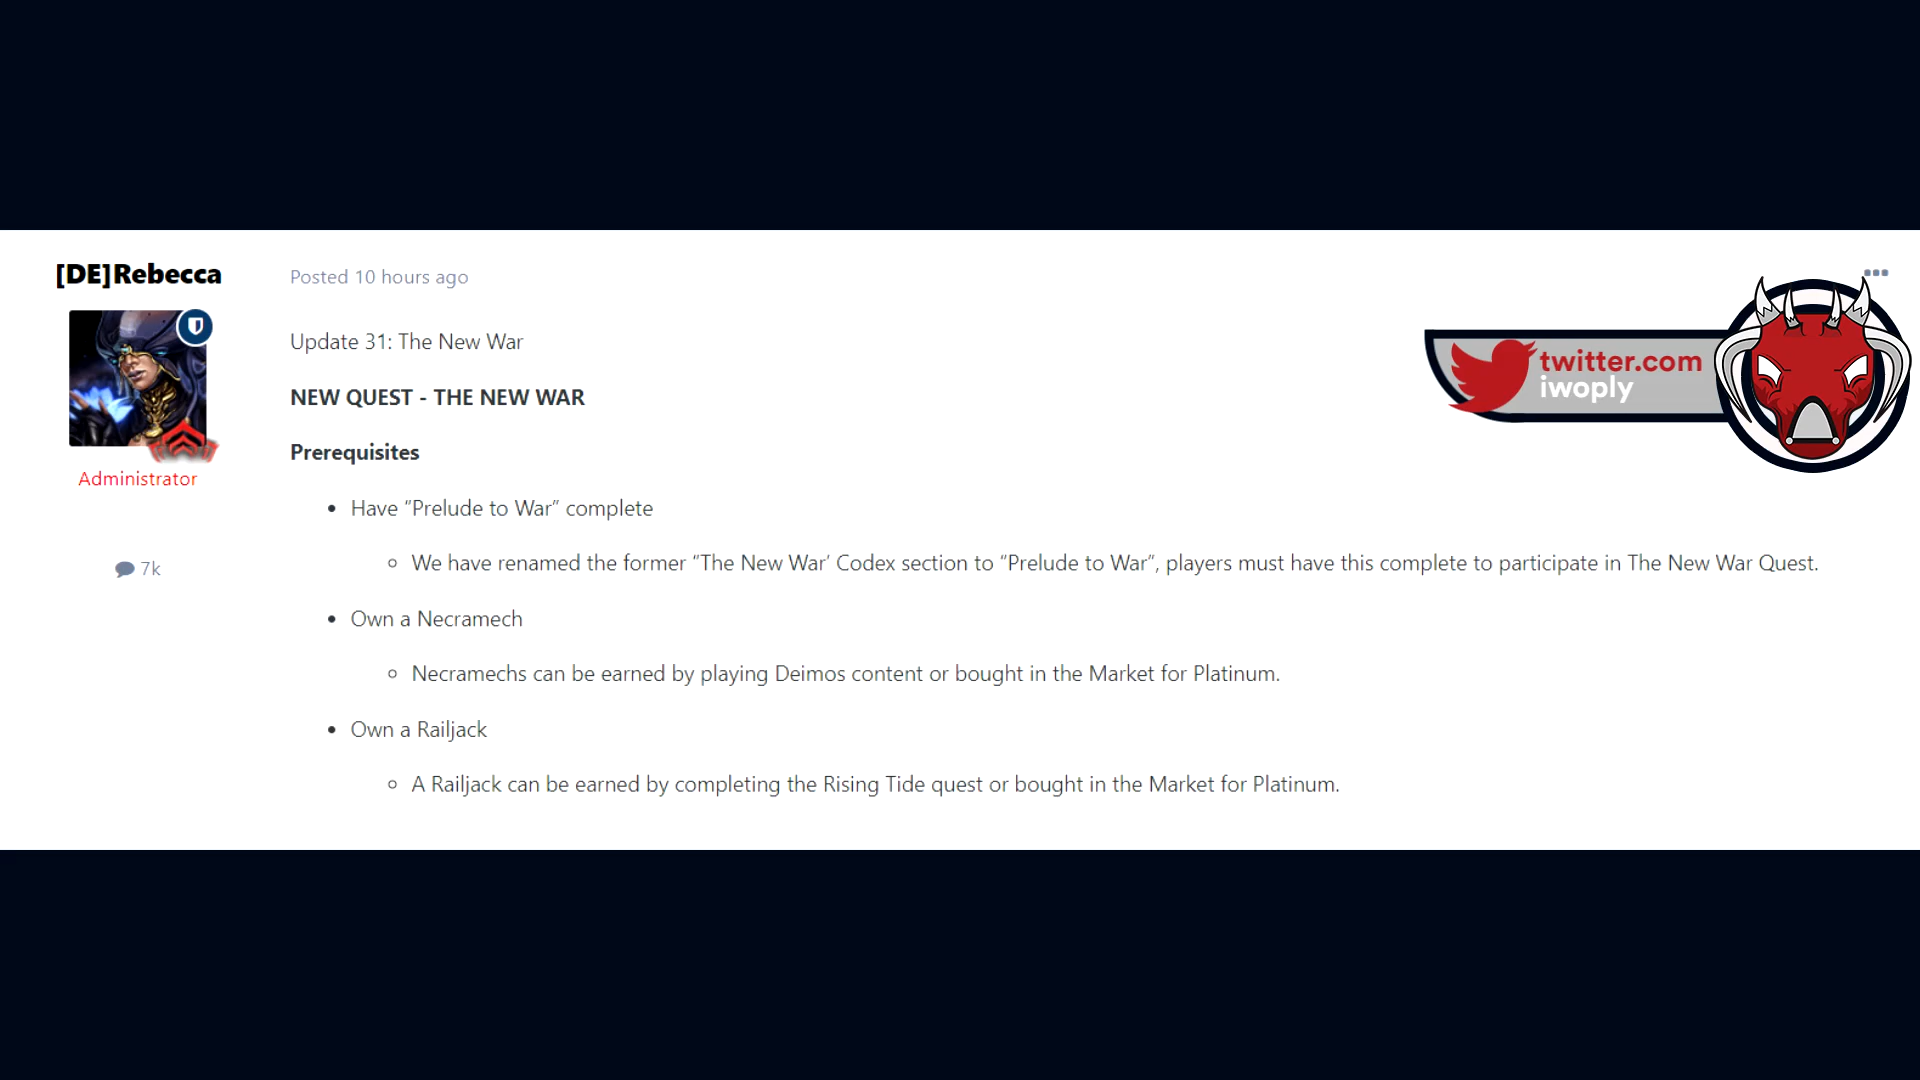 [DE]Rebecca
Posted 10 hours ago
Update 31: The New War
NEW QUEST - THE NEW WAR
twitter.com
iwoply
Prerequisites
Administrator
• Have “Prelude to War” complete
○ We have renamed the former “The New War’ Codex section to “Prelude to War”, players must have this complete to participate in The New War Quest.
7k
• Own a Necramech
○ Necramechs can be earned by playing Deimos content or bought in the Market for Platinum.
• Own a Railjack
○ A Railjack can be earned by completing the Rising Tide quest or bought in the Market for Platinum.